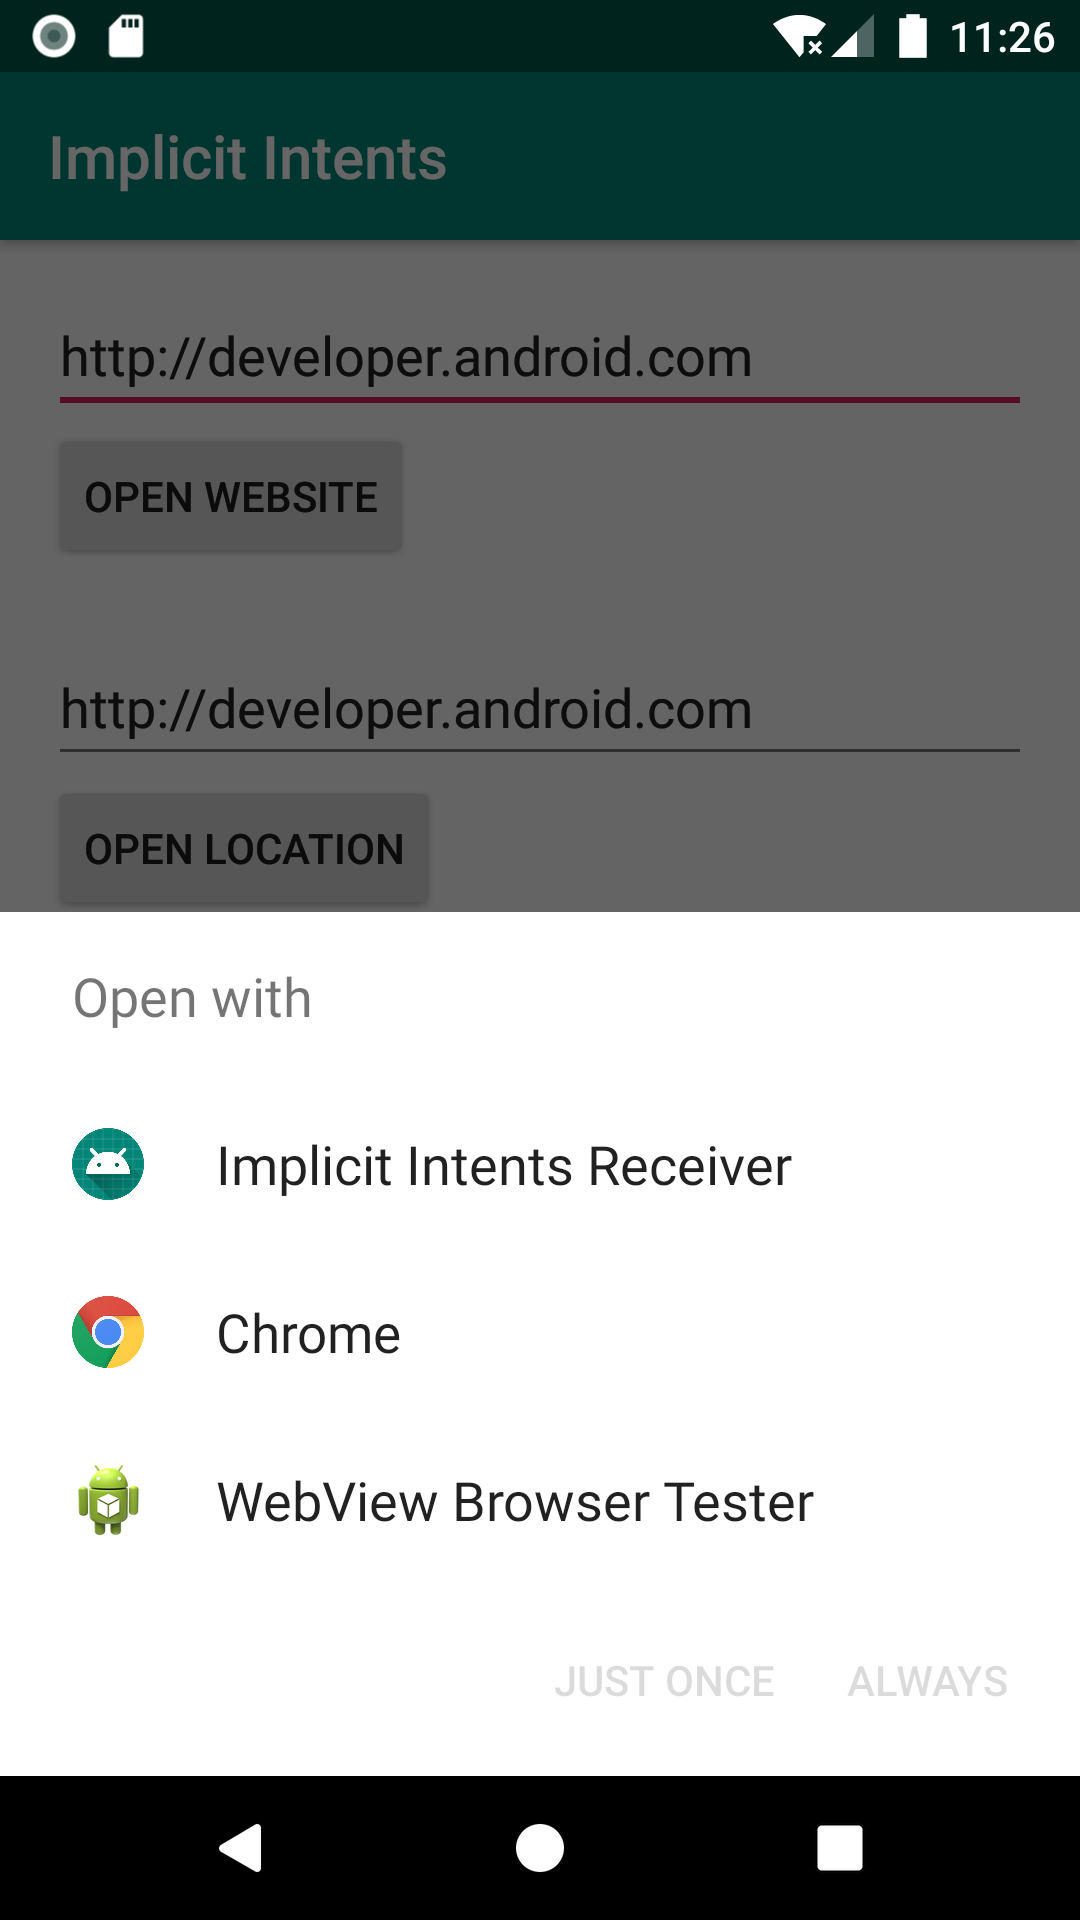 11:26
Implicit Intents
http://developer.android.com
OPEN WEBSITE
http://developer.android.com
OPEN LOCATION
Open with
Implicit Intents Receiver
Chrome
WebView Browser Tester
JUST ONCE ALWAYS